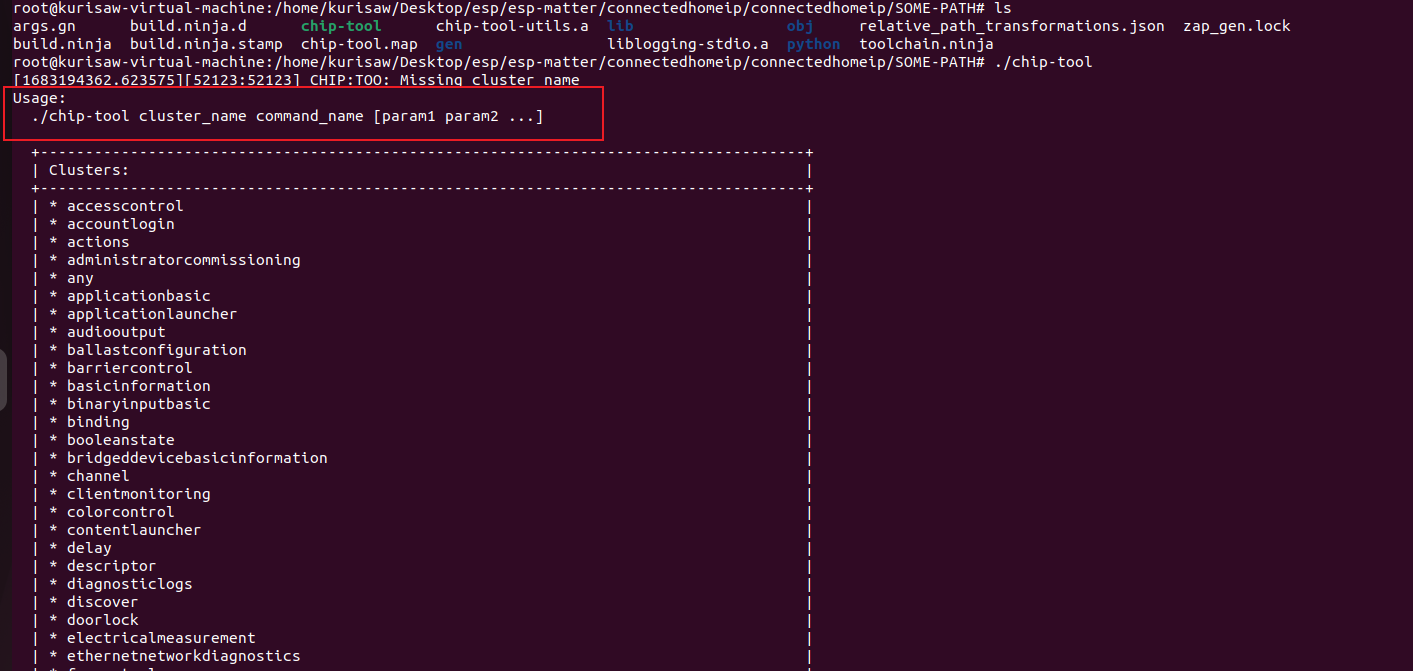 root@kurisaw-virtual-machine:/home/kurisaw/Desktop/esp/esp-matter/connectedhomeip/connectedhomeip/SOME-PATH# ls
args.gn      build.ninja.d      chip-tool      chip-tool-utils.a  lib                 obj     relative_path_transformations.json  zap_gen.lock
build.ninja  build.ninja.stamp  chip-tool.map  gen                liblogging-stdio.a  python  toolchain.ninja
root@kurisaw-virtual-machine:/home/kurisaw/Desktop/esp/esp-matter/connectedhomeip/connectedhomeip/SOME-PATH# ./chip-tool
[1683194362.623575][52123:52123] CHIP:TOO: Missing cluster name
Usage:
  ./chip-tool cluster_name command_name [param1 param2 ...]
  +-------------------------------------------------------------------------------------+
  | Clusters:                                                                           |
  +-------------------------------------------------------------------------------------+
  | * accesscontrol                                                                     |
  | * accountlogin                                                                      |
  | * actions                                                                           |
  | * administratorcommissioning                                                        |
  | * any                                                                               |
  | * applicationbasic                                                                  |
  | * applicationlauncher                                                               |
  | * audiooutput                                                                       |
  | * ballastconfiguration                                                              |
  | * barriercontrol                                                                    |
  | * basicinformation                                                                  |
  | * binaryinputbasic                                                                  |
  | * binding                                                                           |
  | * booleanstate                                                                      |
  | * bridgeddevicebasicinformation                                                     |
  | * channel                                                                           |
  | * clientmonitoring                                                                  |
  | * colorcontrol                                                                      |
  | * contentlauncher                                                                   |
  | * delay                                                                             |
  | * descriptor                                                                        |
  | * diagnosticlogs                                                                    |
  | * discover                                                                          |
  | * doorlock                                                                          |
  | * electricalmeasurement                                                             |
  | * ethernetnetworkdiagnostics                                                        |